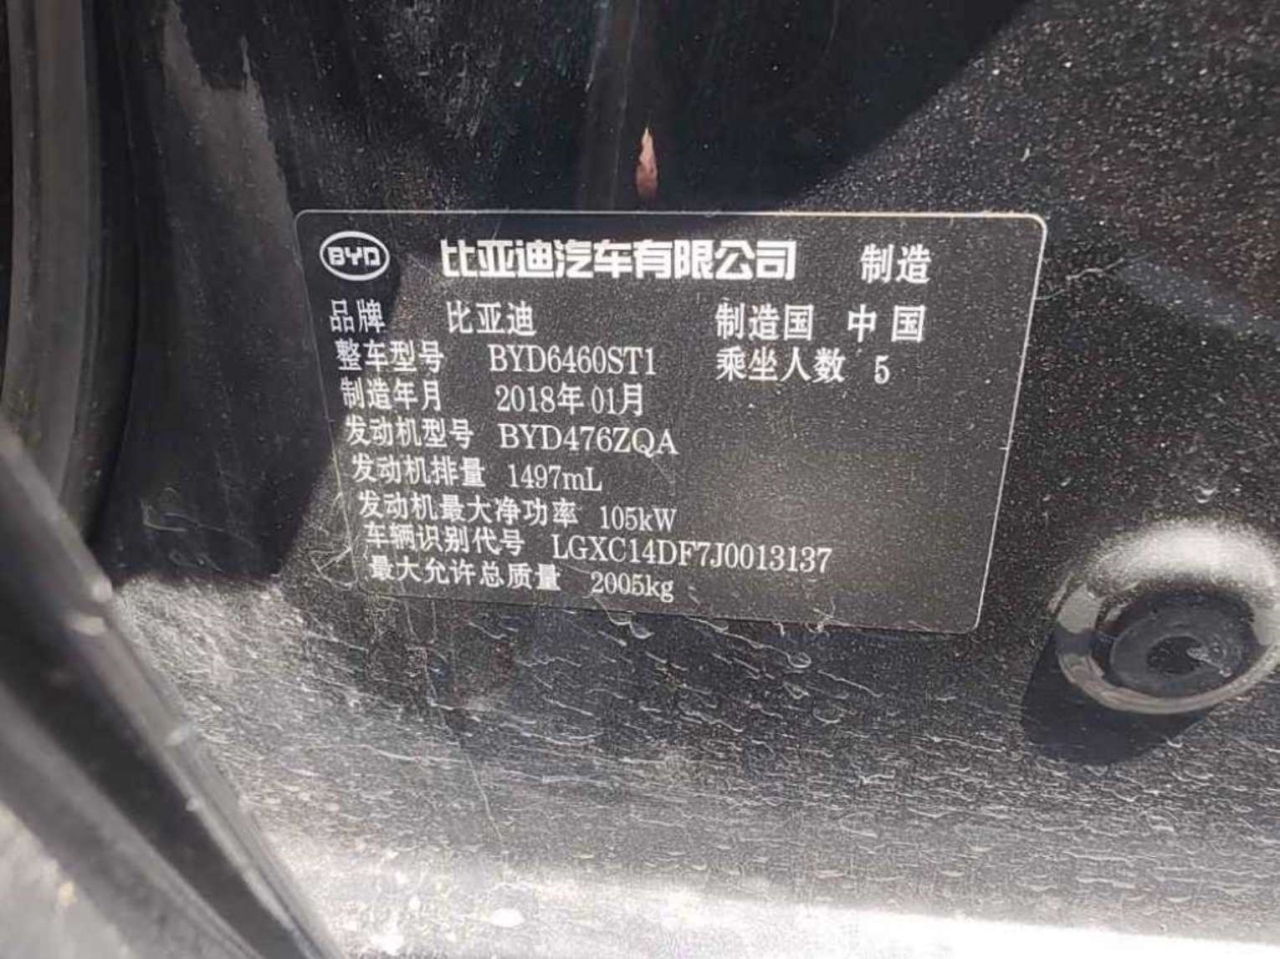 BYD 比亚迪汽车有限公司 制造
品牌 比亚迪 制造国 中国
整车型号 BYD6460ST1 乘坐人数 5
制造年月 2018年01月
发动机型号 BYD476ZQA
发动机排量 1497mL
发动机最大净功率 105kW
车辆识别代号 LGXC14DF7J0013137
最大允许总质量 2005kg